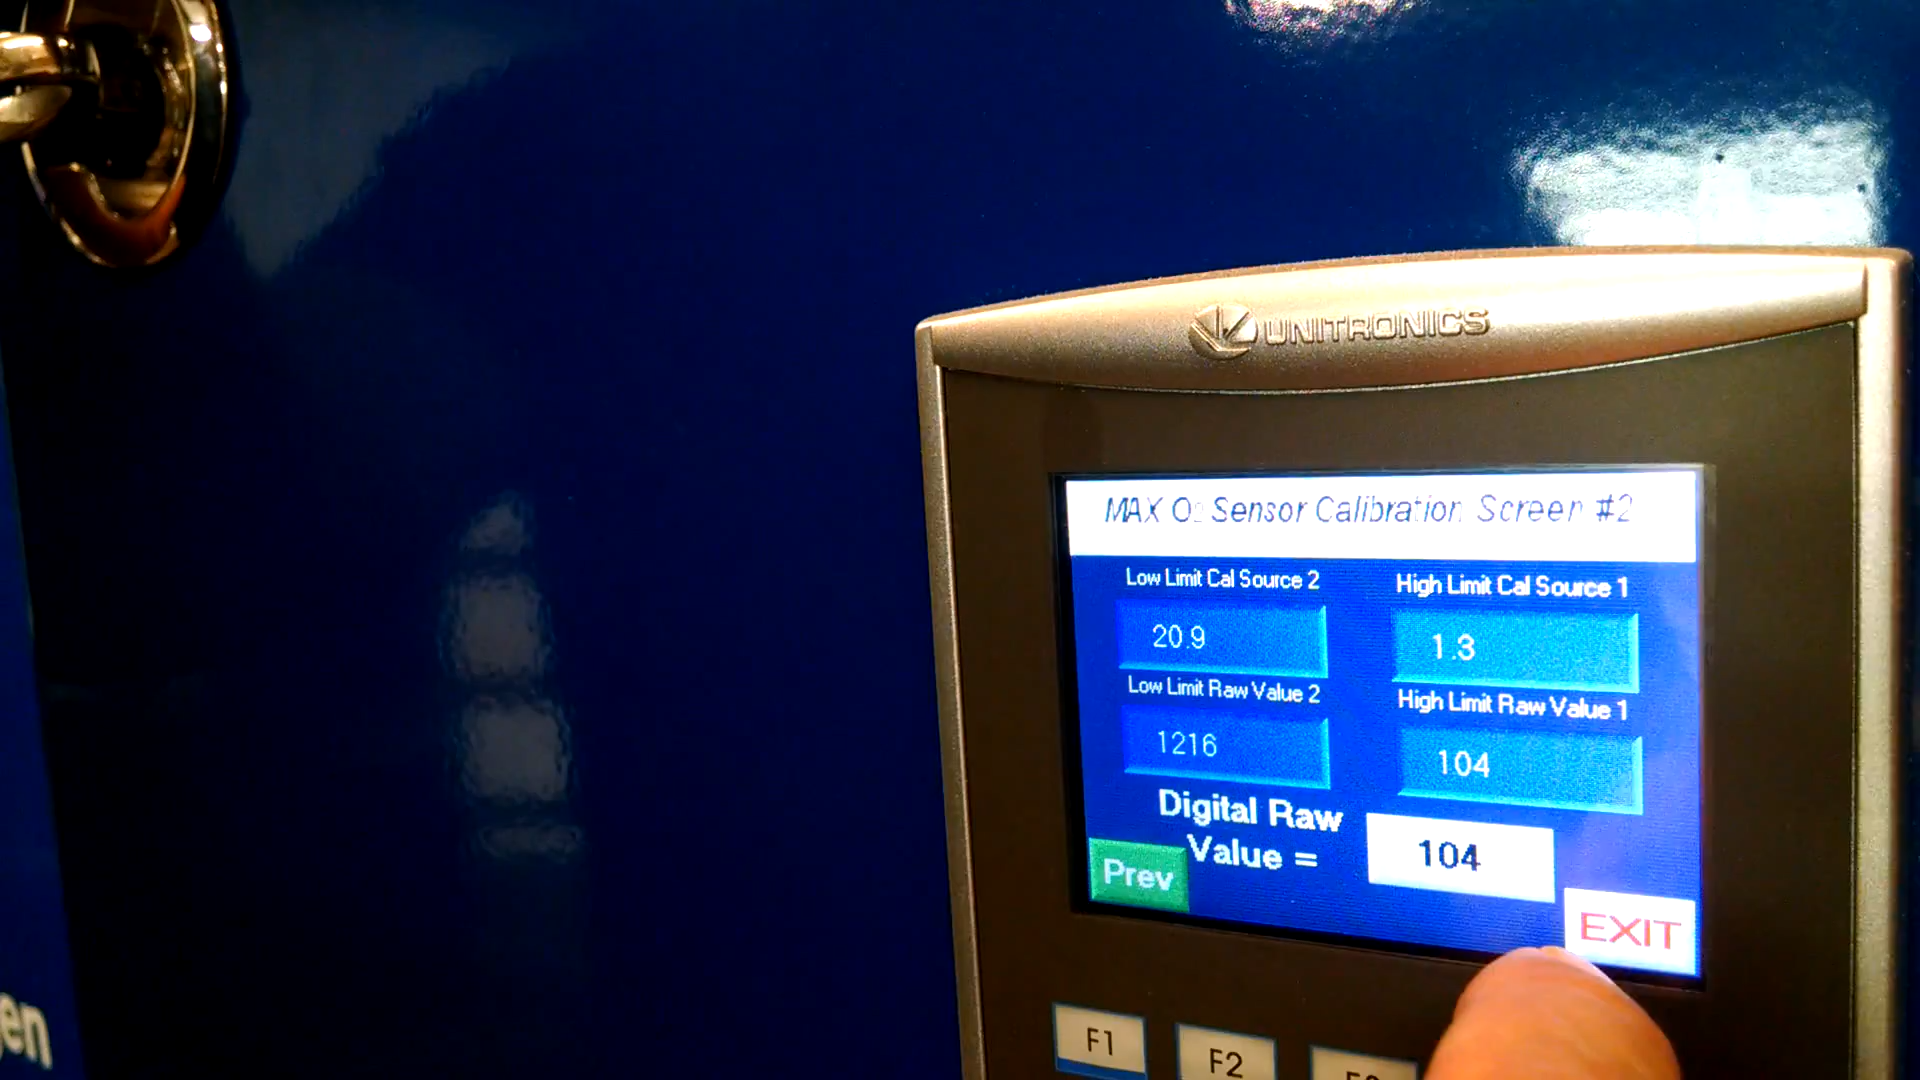 UNITRONICS
MAX O₂ Sensor Calibration Screen #2
Low Limit Cal Source 2
High Limit Cal Source 1
20.9
1.3
Low Limit Raw Value 2
High Limit Raw Value 1
1216
104
Digital Raw
Value =
104
Prev
EXIT
F1
F2
en